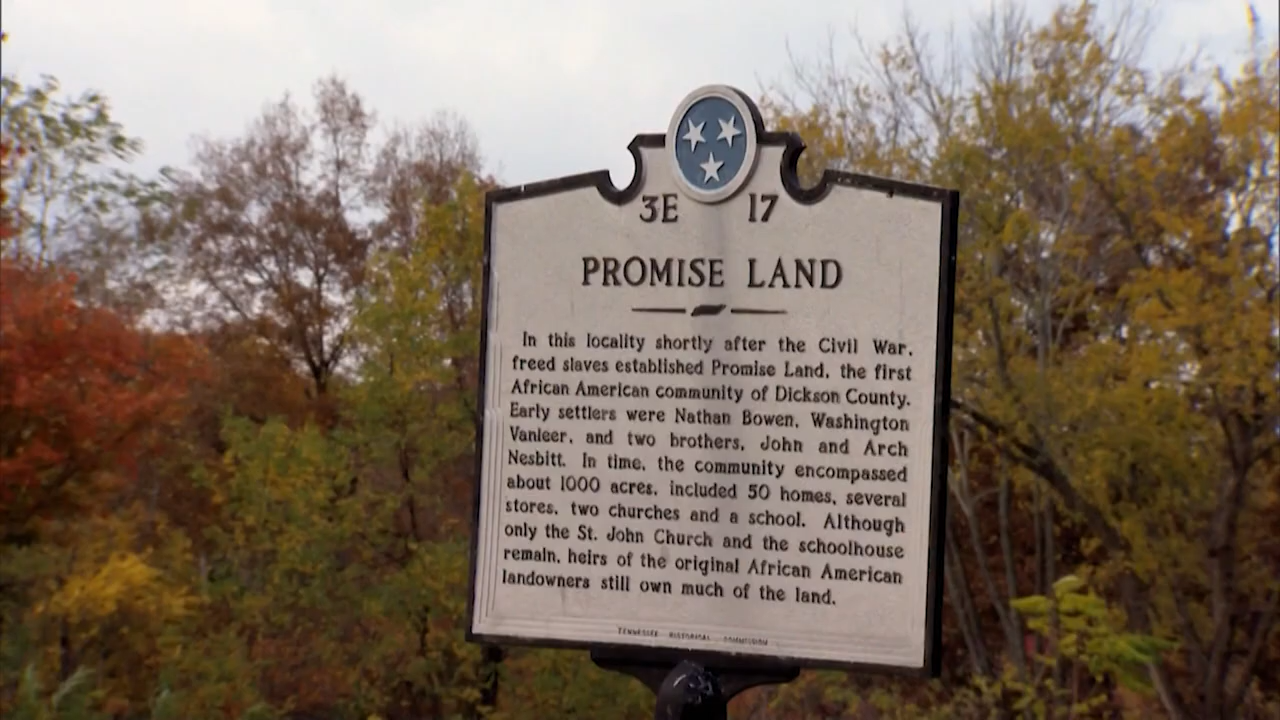 3E 17
PROMISE LAND
In this locality shortly after the Civil War,
freed slaves established Promise Land, the first
African American community of Dickson County.
Early settlers were Nathan Bowen, Washington
Vanleer, and two brothers, John and Arch
Nesbitt. In time, the community encompassed
about 1000 acres, included 50 homes, several
stores, two churches and a school. Although
only the St. John Church and the schoolhouse
remain, heirs of the original African American
landowners still own much of the land.
TENNESSEE HISTORICAL COMMISSION